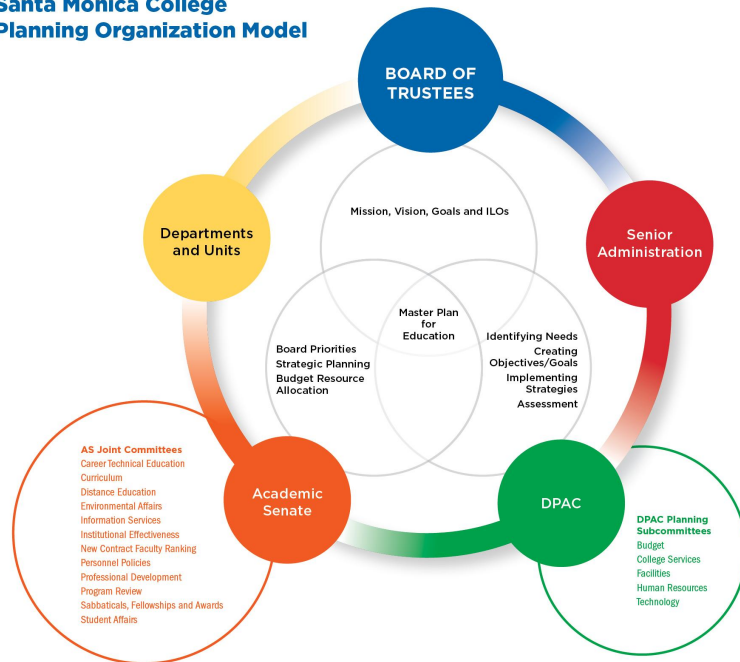 Santa Monica College
Planning Organization Model
BOARD OF
TRUSTEES
Departments
and Units
Senior
Administration
Mission, Vision, Goals and ILOs
Master Plan
for
Education
Board Priorities
Strategic Planning
Budget Resource
Allocation
Identifying Needs
Creating
Objectives/Goals
Implementing
Strategies
Assessment
Academic
Senate
DPAC
AS Joint Committees
Career Technical Education
Curriculum
Distance Education
Environmental Affairs
Information Services
Institutional Effectiveness
New Contract Faculty Ranking
Personnel Policies
Professional Development
Program Review
Sabbaticals, Fellowships and Awards
Student Affairs
DPAC Planning
Subcommittees
Budget
College Services
Facilities
Human Resources
Technology